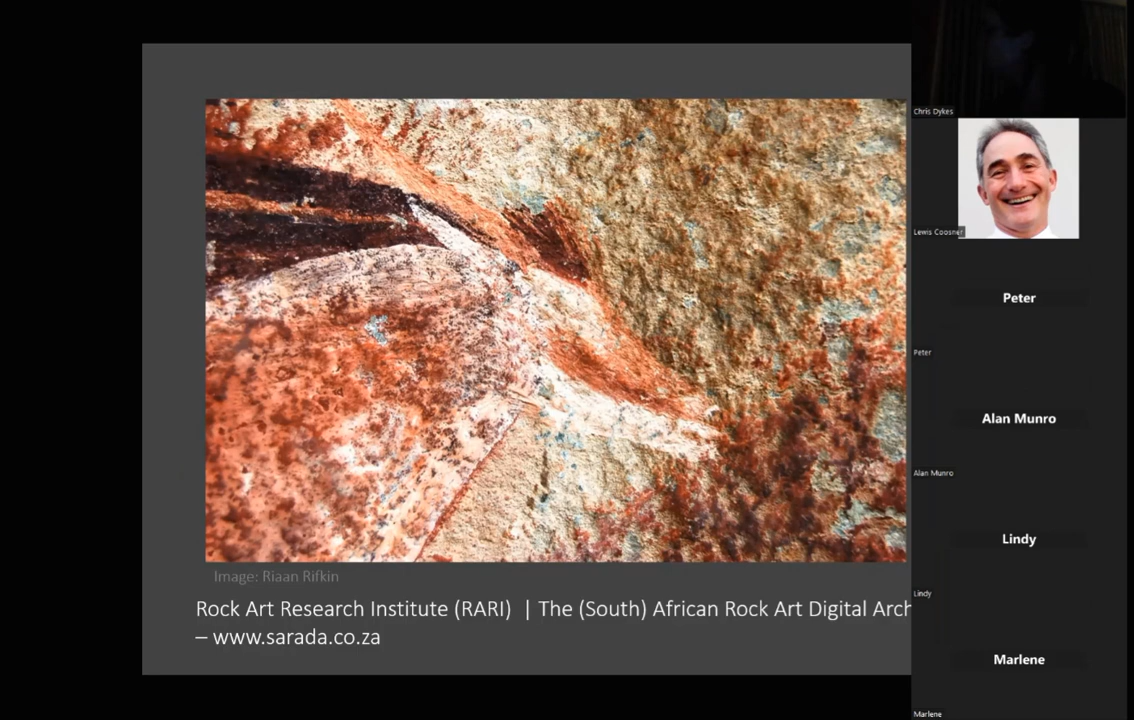 Chris Dykes
Lewis Coosner
Peter
Peter
Alan Munro
Alan Munro
Lindy
Lindy
Marlene
Marlene
Image: Riaan Rifkin
Rock Art Research Institute (RARI) | The (South) African Rock Art Digital Arch
– www.sarada.co.za